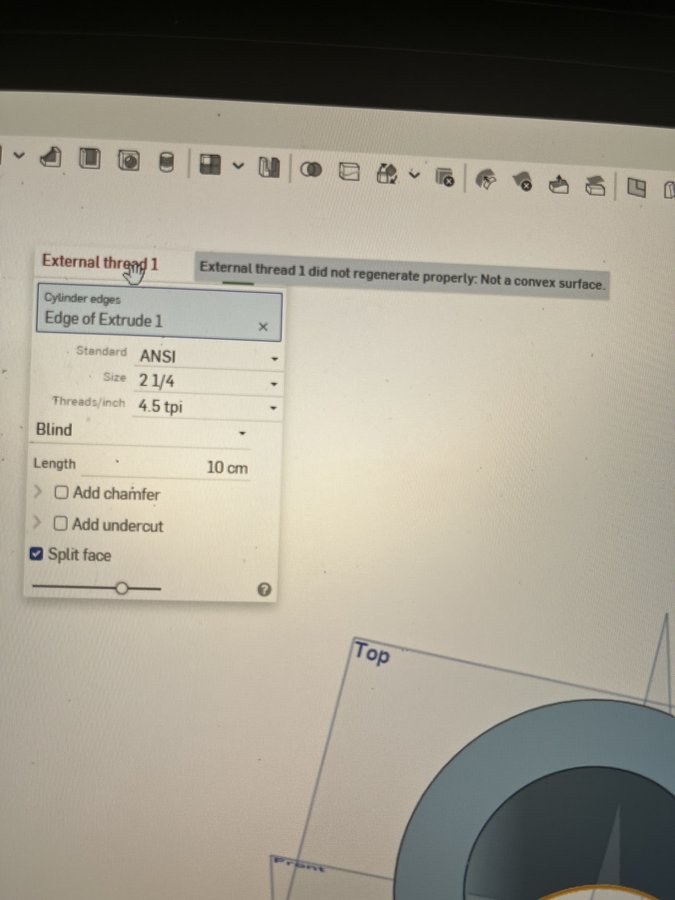 External thread 1
External thread 1 did not regenerate properly: Not a convex surface.
Cylinder edges
Edge of Extrude 1
Standard ANSI
Size 2 1/4
Threads/inch 4.5 tpi
Blind
Length 10 cm
Add chamfer
Add undercut
Split face
Top
Front